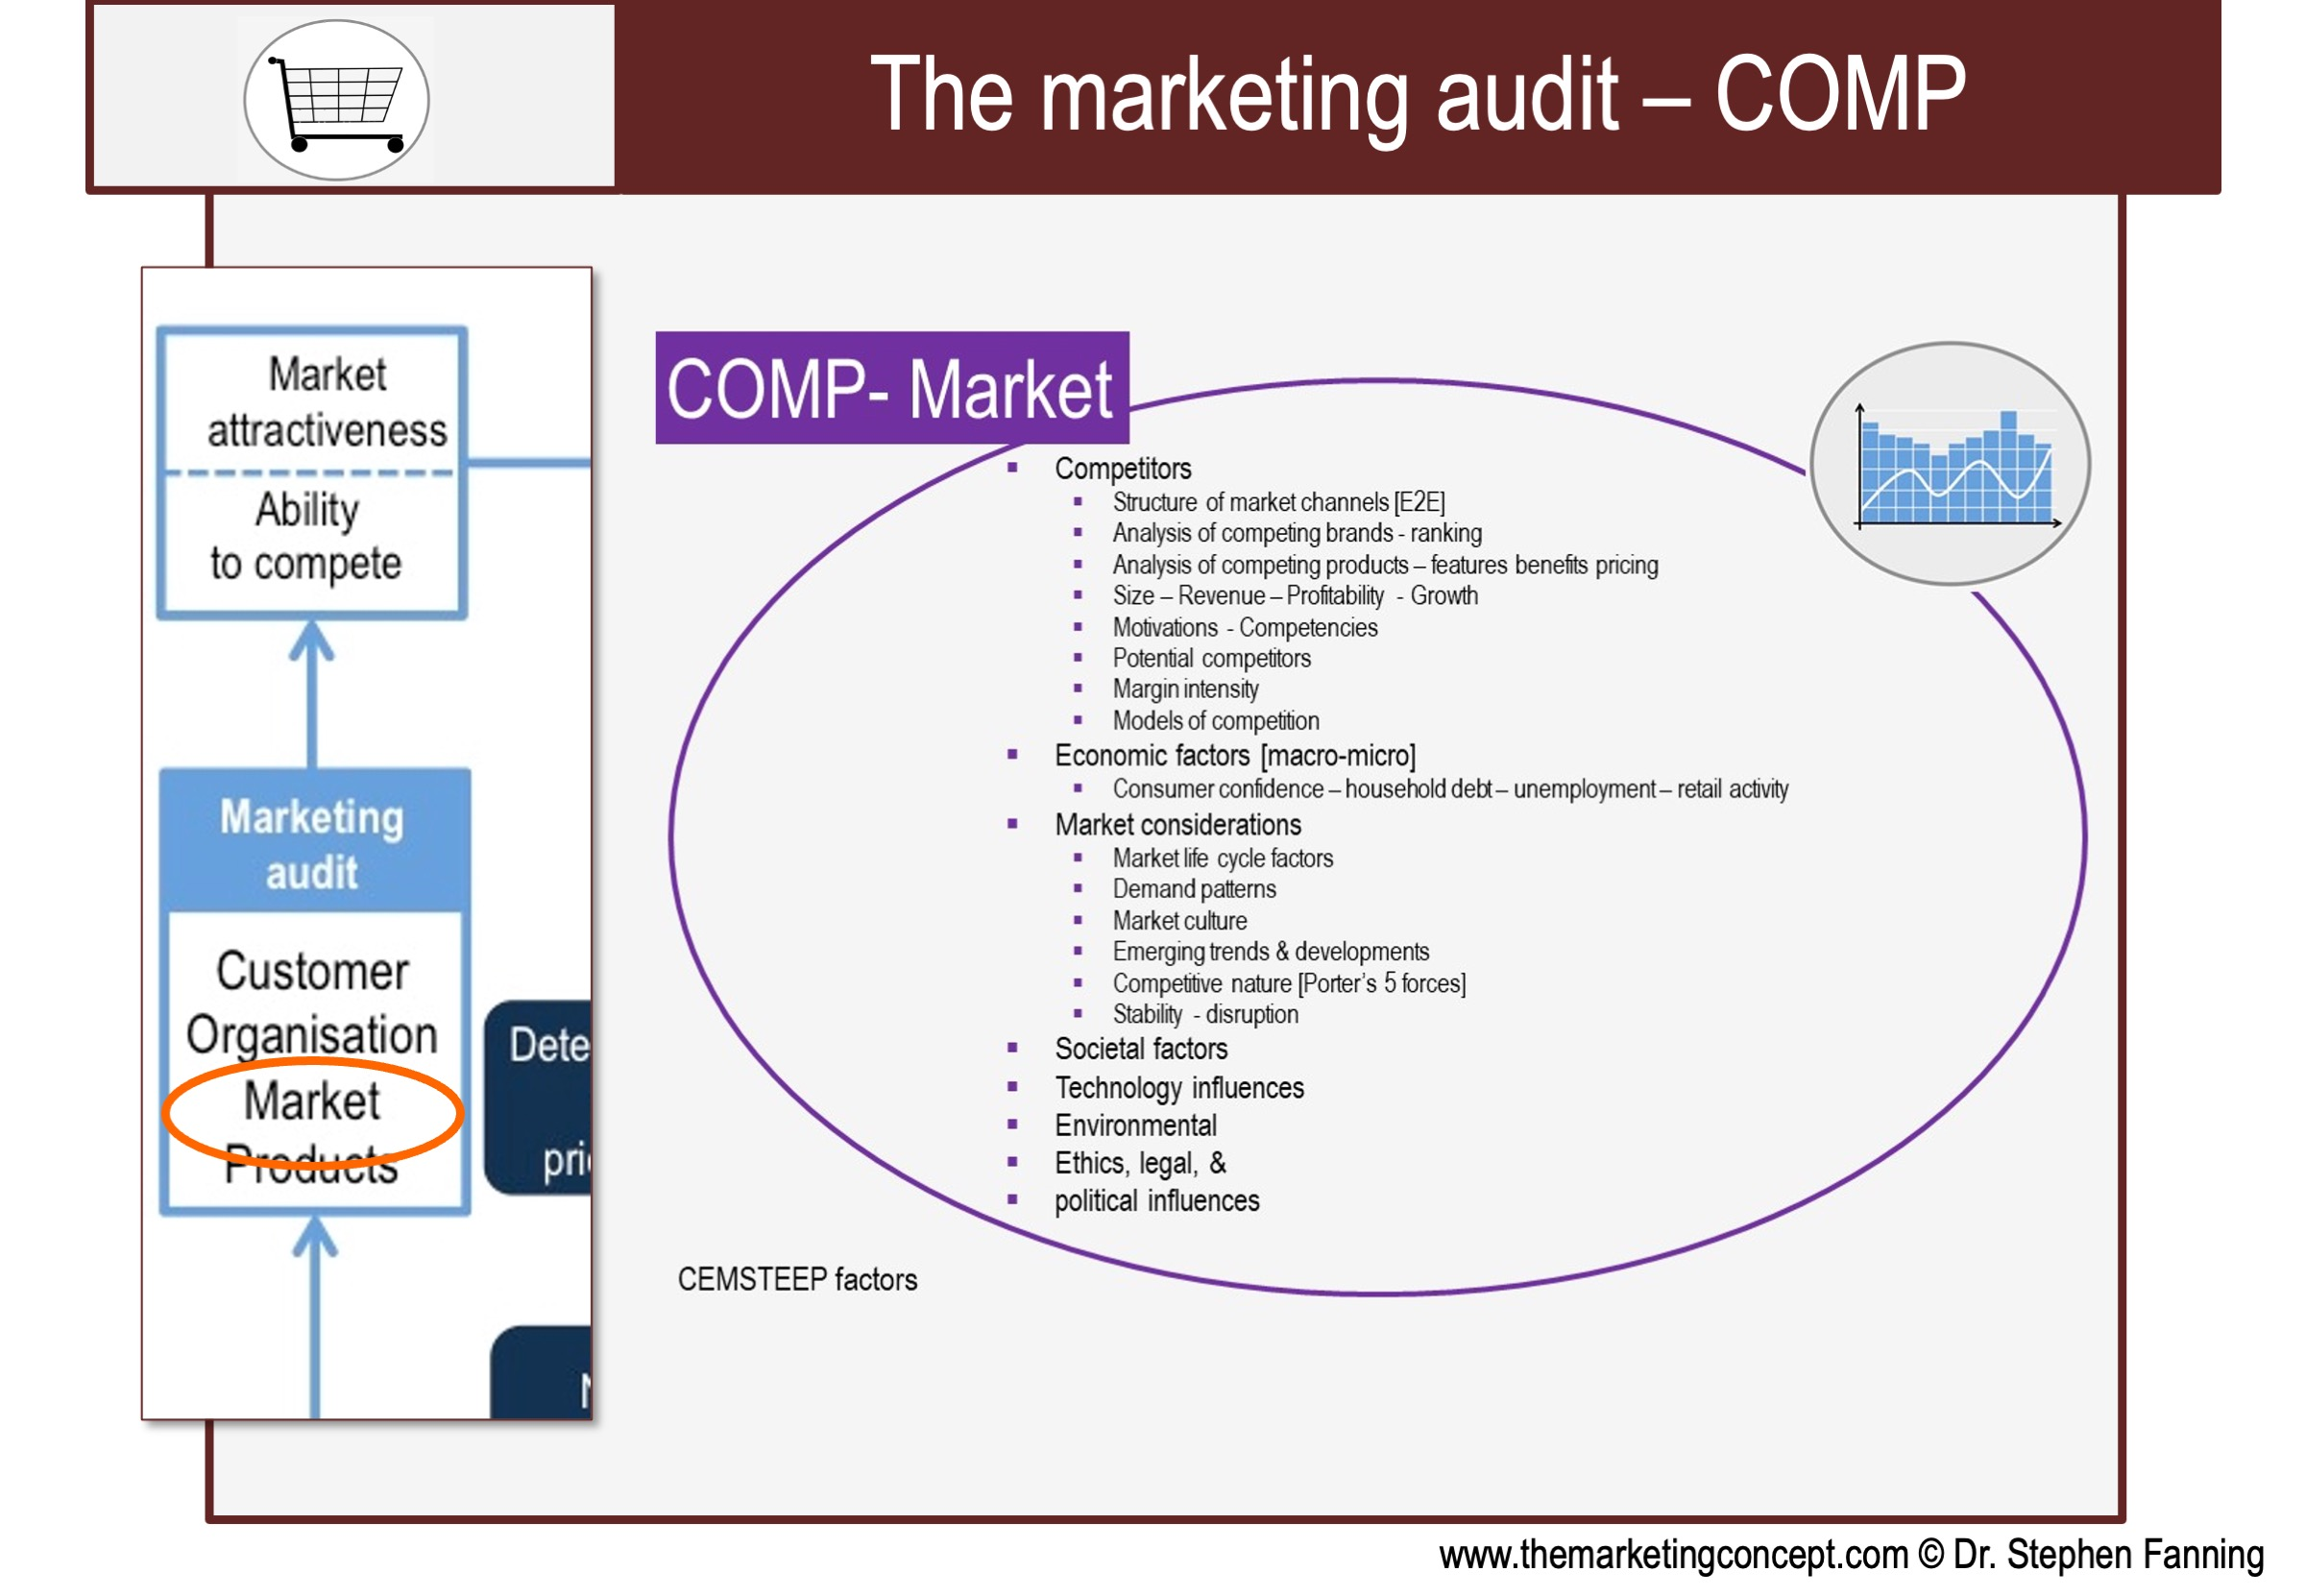 The marketing audit – COMP
Market
attractiveness
Ability
to compete
Marketing
audit
Customer
Organisation
Market
Products
COMP- Market
Competitors
Structure of market channels [E2E]
Analysis of competing brands - ranking
Analysis of competing products – features benefits pricing
Size – Revenue – Profitability - Growth
Motivations - Competencies
Potential competitors
Margin intensity
Models of competition
Economic factors [macro-micro]
Consumer confidence – household debt – unemployment – retail activity
Market considerations
Market life cycle factors
Demand patterns
Market culture
Emerging trends & developments
Competitive nature [Porter’s 5 forces]
Stability - disruption
Societal factors
Technology influences
Environmental
Ethics, legal, &
political influences
CEMSTEEP factors
www.themarketingconcept.com © Dr. Stephen Fanning